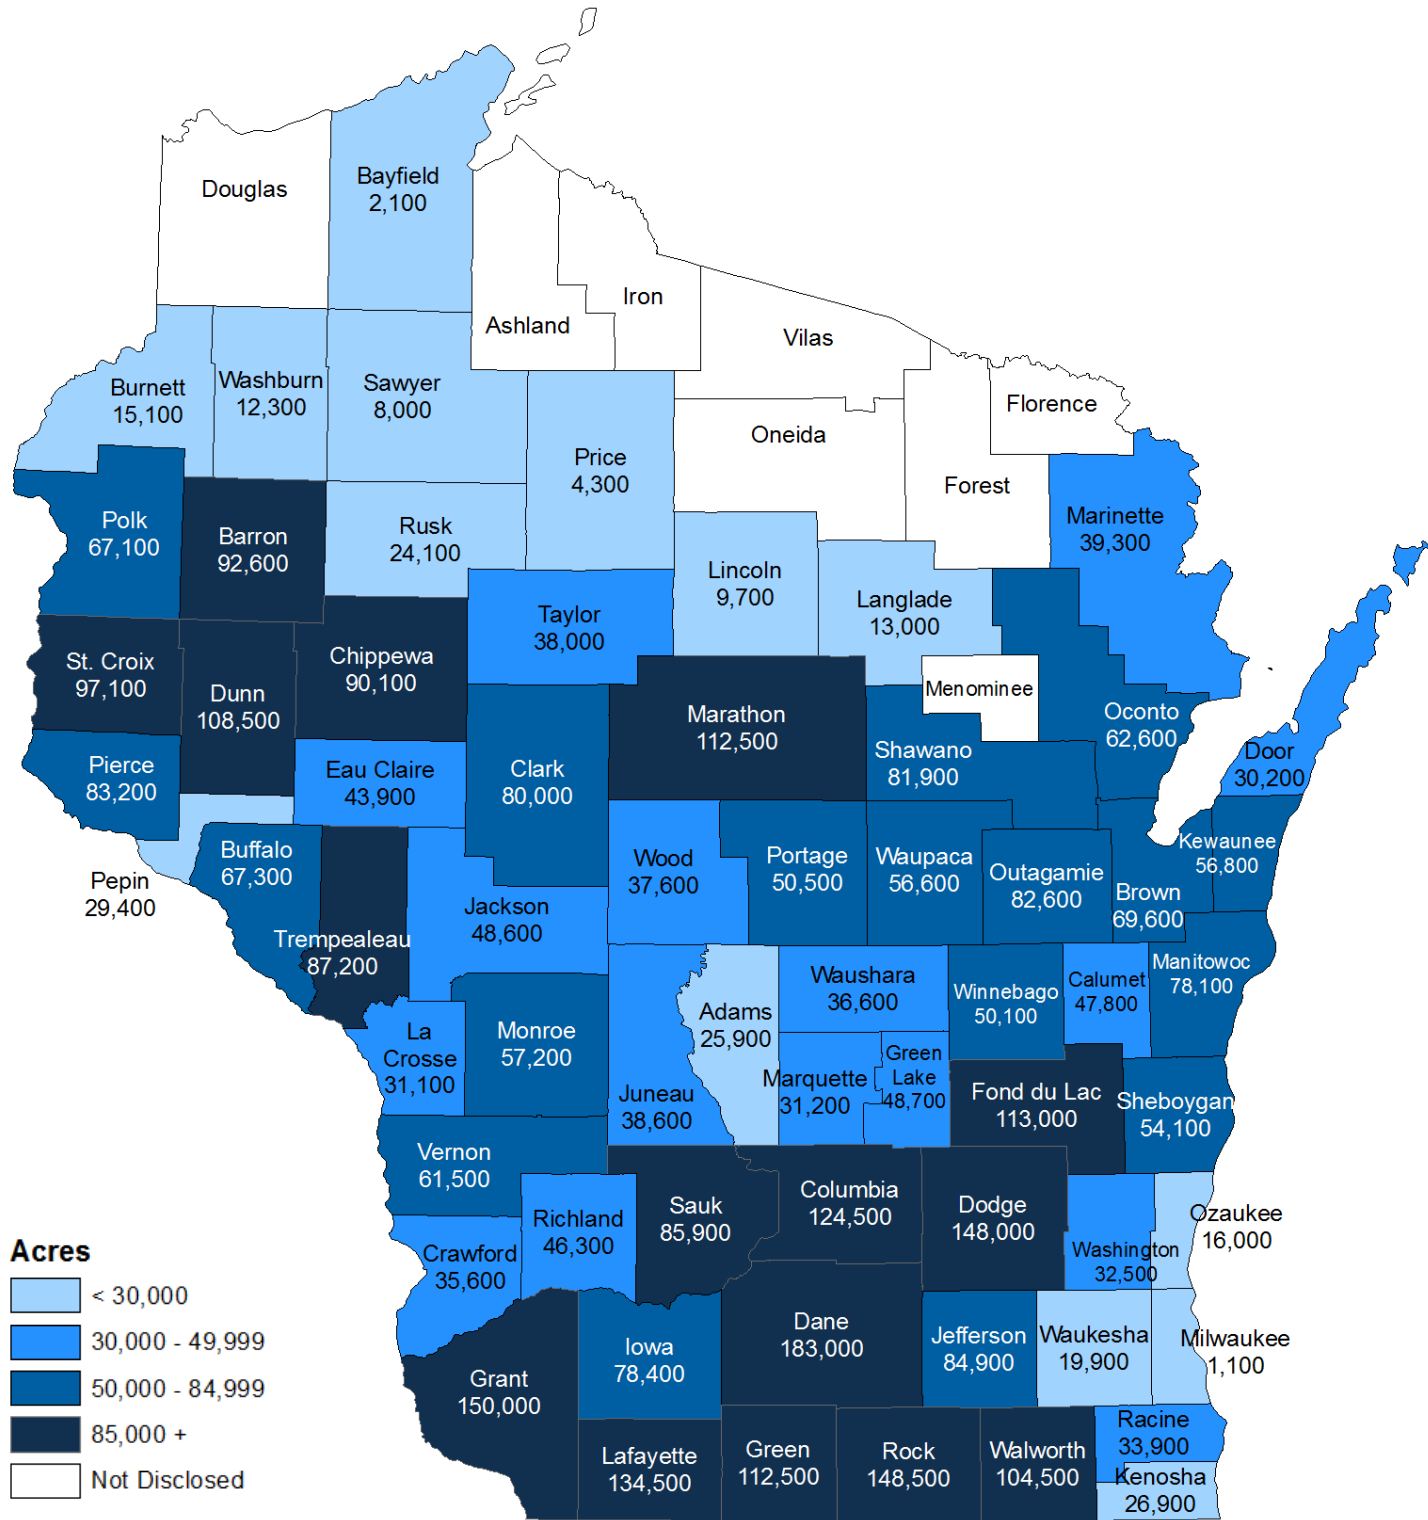 Douglas
Bayfield
2,100
Ashland
Iron
Vilas
Burnett
15,100
Washburn
12,300
Sawyer
8,000
Price
4,300
Oneida
Florence
Forest
Marinette
39,300
Polk
67,100
Barron
92,600
Rusk
24,100
Lincoln
9,700
Langlade
13,000
Taylor
38,000
St. Croix
97,100
Dunn
108,500
Chippewa
90,100
Marathon
112,500
Menominee
Shawano
81,900
Oconto
62,600
Door
30,200
Pierce
83,200
Eau Claire
43,900
Clark
80,000
Pepin
29,400
Buffalo
67,300
Trempealeau
87,200
Jackson
48,600
Wood
37,600
Portage
50,500
Waupaca
56,600
Outagamie
82,600
Brown
69,600
Kewaunee
56,800
La
Crosse
31,100
Monroe
57,200
Juneau
38,600
Adams
25,900
Waushara
36,600
Marquette
31,200
Green
Lake
48,700
Winnebago
50,100
Calumet
47,800
Manitowoc
78,100
Fond du Lac
113,000
Sheboygan
54,100
Vernon
61,500
Crawford
35,600
Richland
46,300
Sauk
85,900
Columbia
124,500
Dodge
148,000
Washington
32,500
Ozaukee
16,000
Grant
150,000
Iowa
78,400
Dane
183,000
Jefferson
84,900
Waukesha
19,900
Milwaukee
1,100
Lafayette
134,500
Green
112,500
Rock
148,500
Walworth
104,500
Racine
33,900
Kenosha
26,900
Acres
< 30,000
30,000 - 49,999
50,000 - 84,999
85,000 +
Not Disclosed